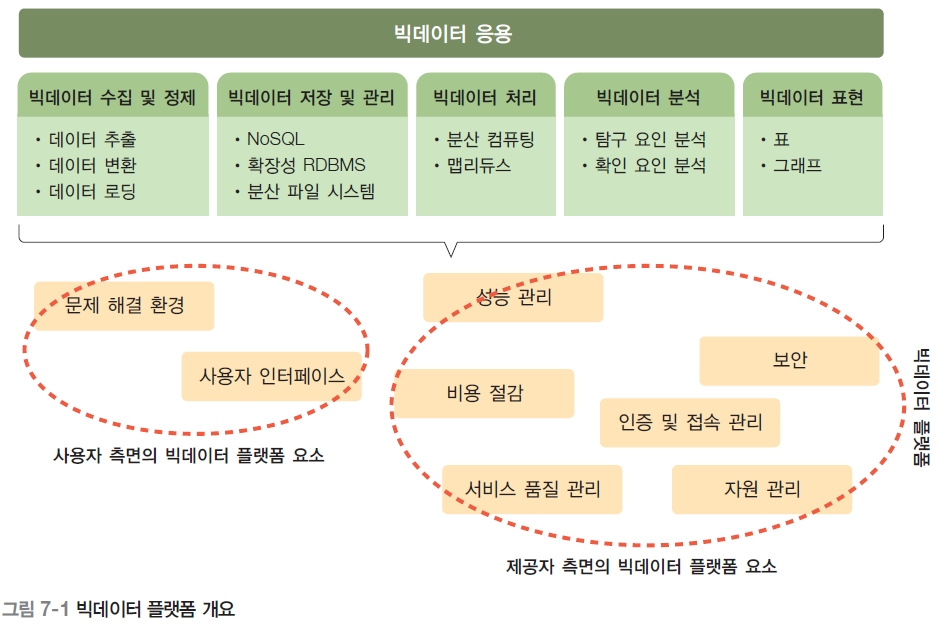 빅데이터 응용
빅데이터 수집 및 정제
• 데이터 추출
• 데이터 변환
• 데이터 로딩
빅데이터 저장 및 관리
• NoSQL
• 확장성 RDBMS
• 분산 파일 시스템
빅데이터 처리
• 분산 컴퓨팅
• 맵리듀스
빅데이터 분석
• 탐구 요인 분석
• 확인 요인 분석
빅데이터 표현
• 표
• 그래프
문제 해결 환경
사용자 인터페이스
사용자 측면의 빅데이터 플랫폼 요소
성능 관리
보안
비용 절감
인증 및 접속 관리
서비스 품질 관리
자원 관리
제공자 측면의 빅데이터 플랫폼 요소
빅데이터 플랫폼
그림 7-1 빅데이터 플랫폼 개요